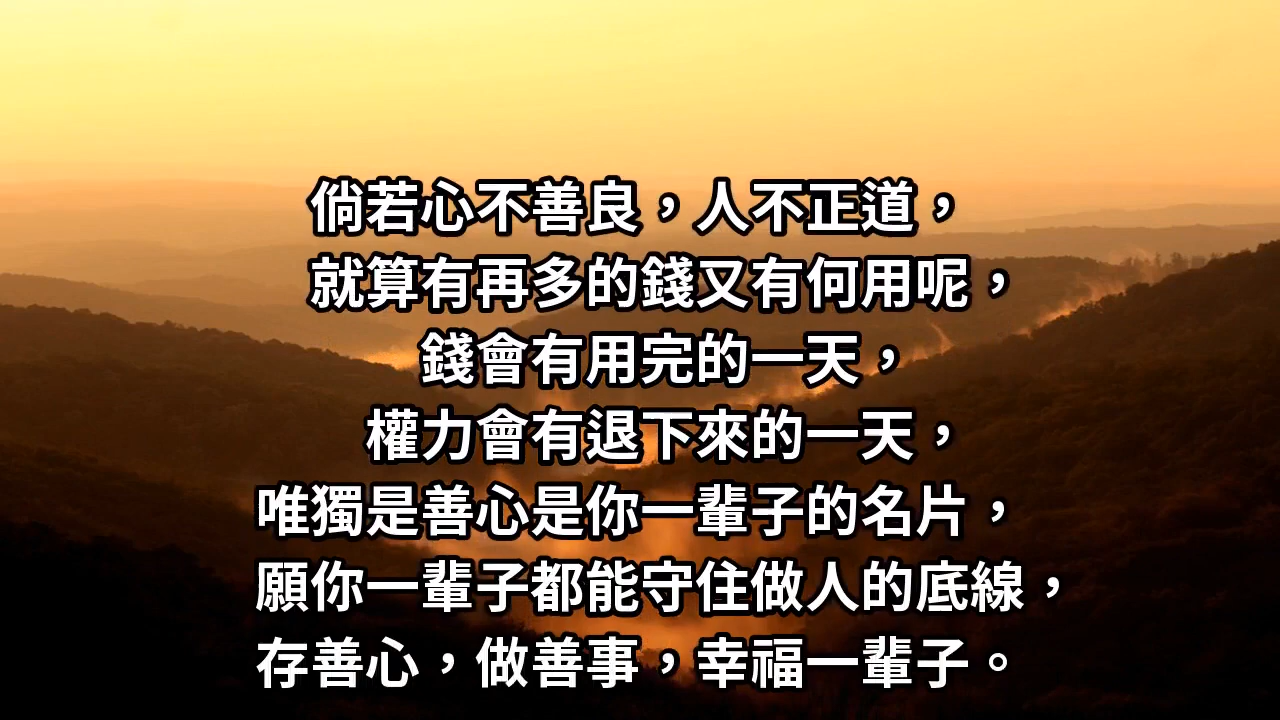 倘若心不善良，人不正道，
就算有再多的錢又有何用呢，
錢會有用完的一天，
權力會有退下來的一天，
唯獨是善心是你一輩子的名片，
願你一輩子都能守住做人的底線，
存善心，做善事，幸福一輩子。